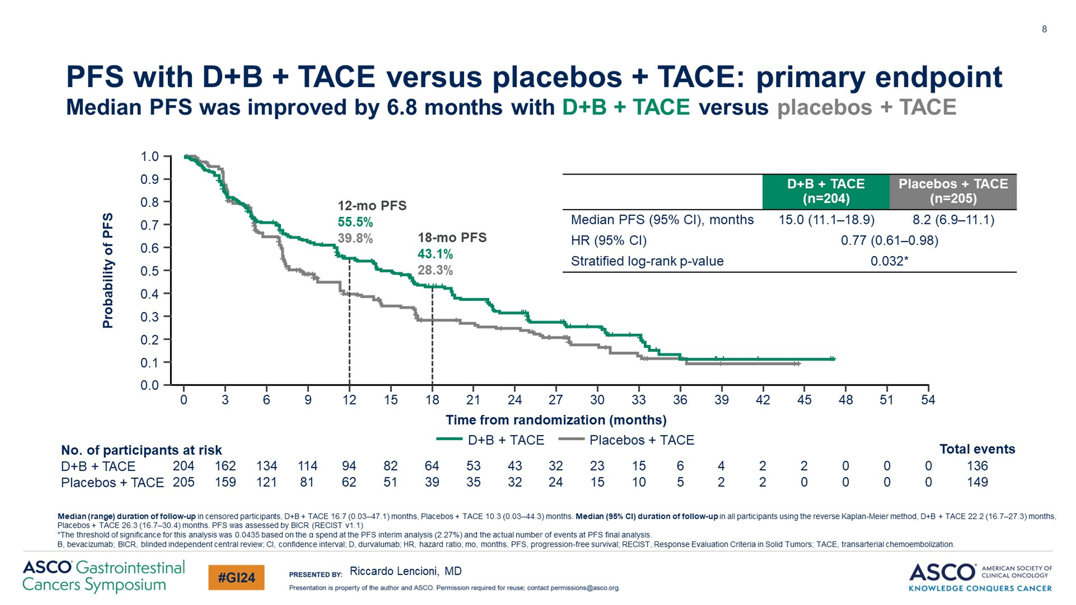 8
PFS with D+B + TACE versus placebos + TACE: primary endpoint
Median PFS was improved by 6.8 months with D+B + TACE versus placebos + TACE
Probability of PFS
1.0
0.9
0.8
0.7
0.6
0.5
0.4
0.3
0.2
0.1
0.0
12-mo PFS
55.5%
39.8%
18-mo PFS
43.1%
28.3%
D+B + TACE (n=204) Placebos + TACE (n=205)
Median PFS (95% CI), months 15.0 (11.1–18.9) 8.2 (6.9–11.1)
HR (95% CI) 0.77 (0.61–0.98)
Stratified log-rank p-value 0.032*
0 3 6 9 12 15 18 21 24 27 30 33 36 39 42 45 48 51 54
Time from randomization (months)
D+B + TACE Placebos + TACE
No. of participants at risk Total events
D+B + TACE 204 162 134 114 94 82 64 53 43 32 23 15 6 4 2 2 0 0 0 136
Placebos + TACE 205 159 121 81 62 51 39 35 32 24 15 10 5 2 2 0 0 0 0 149
Median (range) duration of follow-up in censored participants, D+B + TACE 16.7 (0.03–47.1) months, Placebos + TACE 10.3 (0.03–44.3) months. Median (95% CI) duration of follow-up in all participants using the reverse Kaplan-Meier method, D+B + TACE 22.2 (16.7–27.3) months,
Placebos + TACE 26.3 (16.7–30.4) months. PFS was assessed by BICR (RECIST v1.1)
*The threshold of significance for this analysis was 0.0435 based on the α spend at the PFS interim analysis (2.27%) and the actual number of events at PFS final analysis.
B, bevacizumab; BICR, blinded independent central review; CI, confidence interval; D, durvalumab; HR, hazard ratio; mo, months, PFS, progression-free survival; RECIST, Response Evaluation Criteria in Solid Tumors; TACE, transarterial chemoembolization.
ASCO Gastrointestinal
Cancers Symposium
#GI24
PRESENTED BY: Riccardo Lencioni, MD
Presentation is property of the author and ASCO. Permission required for reuse; contact permissions@asco.org.
ASCO AMERICAN SOCIETY OF
CLINICAL ONCOLOGY
KNOWLEDGE CONQUERS CANCER